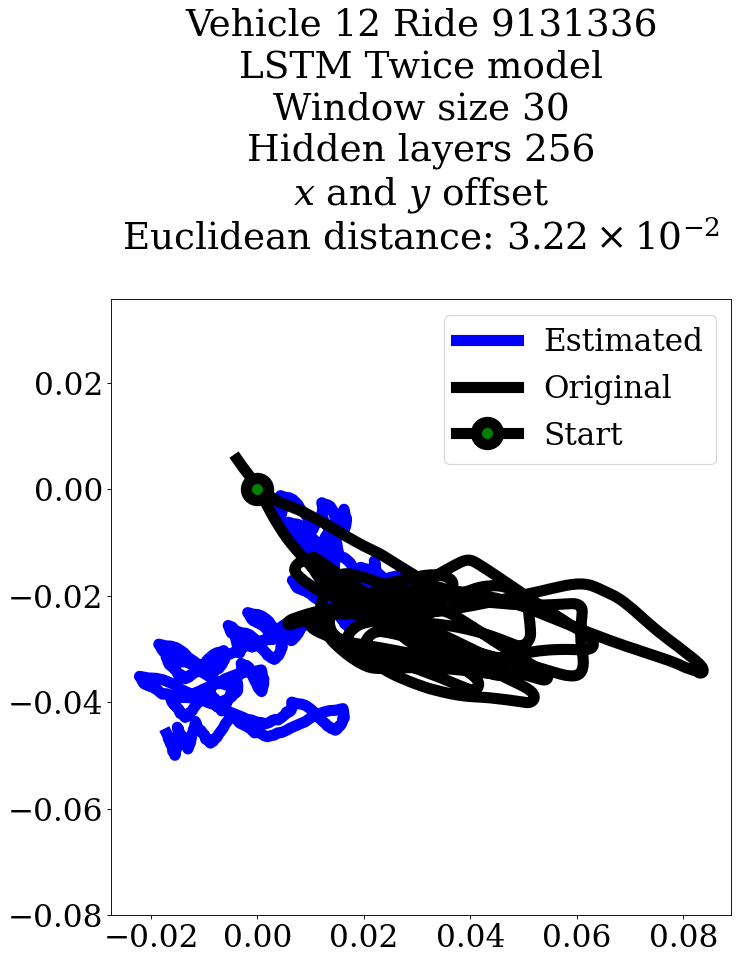 Vehicle 12 Ride 9131336
LSTM Twice model
Window size 30
Hidden layers 256
x and y offset
Euclidean distance: 3.22 × 10⁻²
Estimated
Original
Start
0.02
0.00
−0.02
−0.04
−0.06
−0.08
−0.02 0.00 0.02 0.04 0.06 0.08